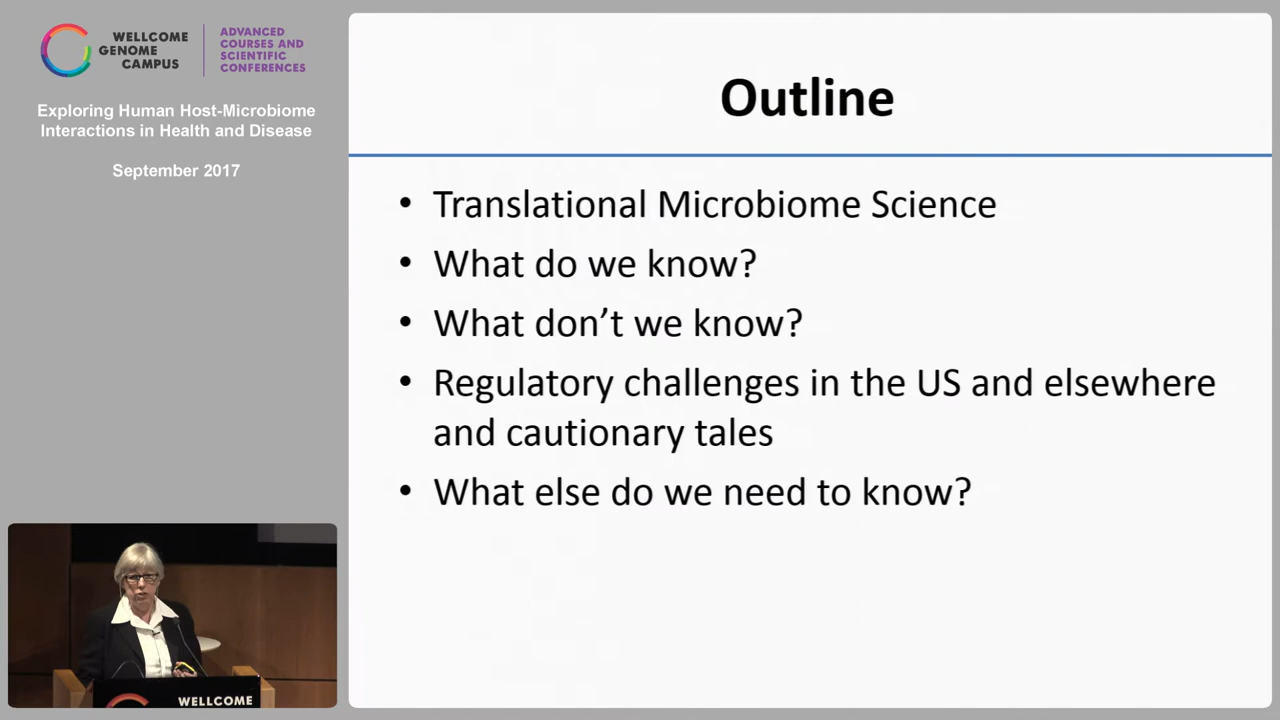 WELLCOME
GENOME
CAMPUS
ADVANCED
COURSES AND
SCIENTIFIC
CONFERENCES
Exploring Human Host-Microbiome
Interactions in Health and Disease
September 2017
Outline
• Translational Microbiome Science
• What do we know?
• What don’t we know?
• Regulatory challenges in the US and elsewhere
and cautionary tales
• What else do we need to know?
WELLCOME